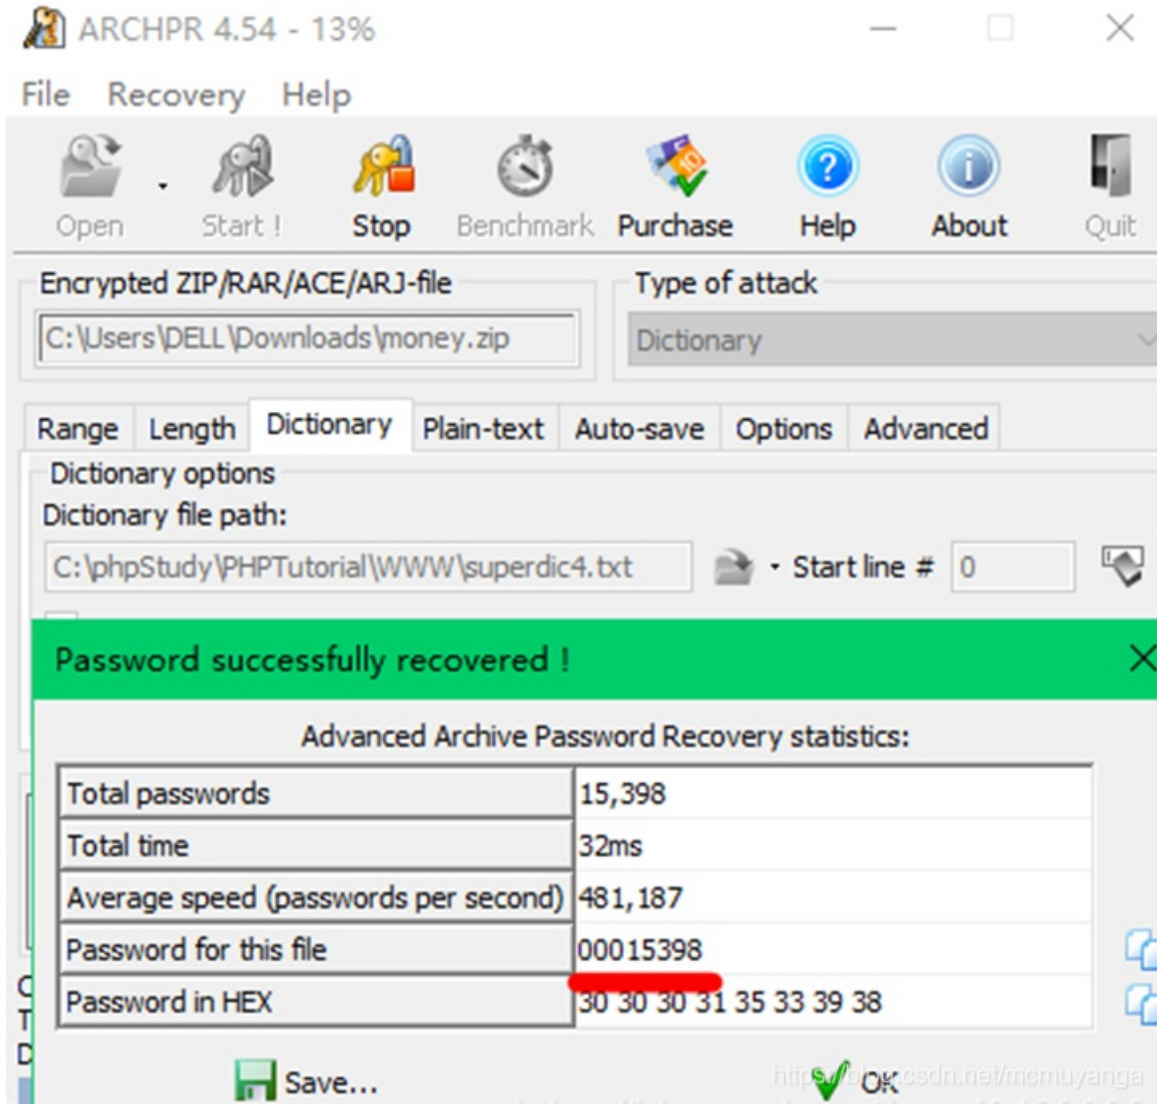 ARCHPR 4.54 - 13%
File Recovery Help
Open Start ! Stop Benchmark Purchase Help About Quit
Encrypted ZIP/RAR/ACE/ARJ-file Type of attack
C:\Users\DELL\Downloads\money.zip Dictionary
Range Length Dictionary Plain-text Auto-save Options Advanced
Dictionary options
Dictionary file path:
C:\phpStudy\PHPTutorial\WWW\superdic4.txt Start line # 0
Password successfully recovered !
Advanced Archive Password Recovery statistics:
Total passwords 15,398
Total time 32ms
Average speed (passwords per second) 481,187
Password for this file 00015398
Password in HEX 30 30 30 31 35 33 39 38
Save... OK